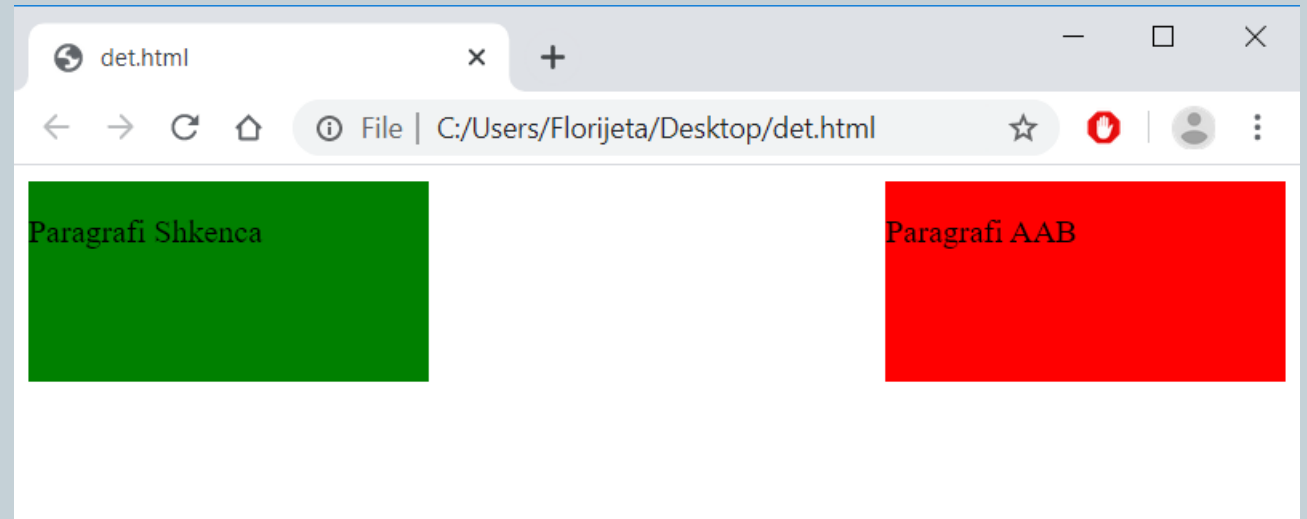 det.html
File | C:/Users/Florijeta/Desktop/det.html
Paragrafi Shkenca
Paragrafi AAB